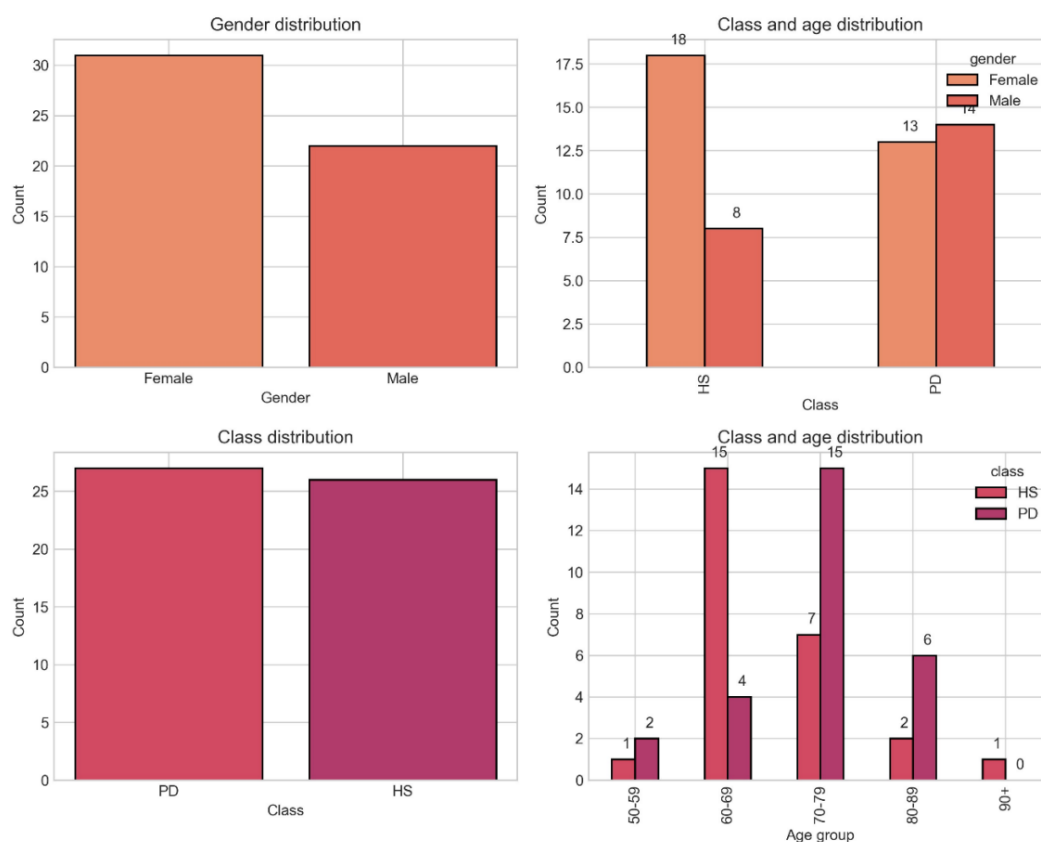 Gender distribution
30
25
20
15
10
5
0
Count
Female
Male
Gender
Class and age distribution
18
8
13
14
gender
Female
Male
17.5
15.0
12.5
10.0
7.5
5.0
2.5
0.0
Count
HS
PD
Class
Class distribution
25
20
15
10
5
0
Count
PD
HS
Class
Class and age distribution
15
15
class
HS
PD
14
12
10
8
6
4
2
0
Count
1
2
4
7
2
6
1
0
50-59
60-69
70-79
80-89
90+
Age group